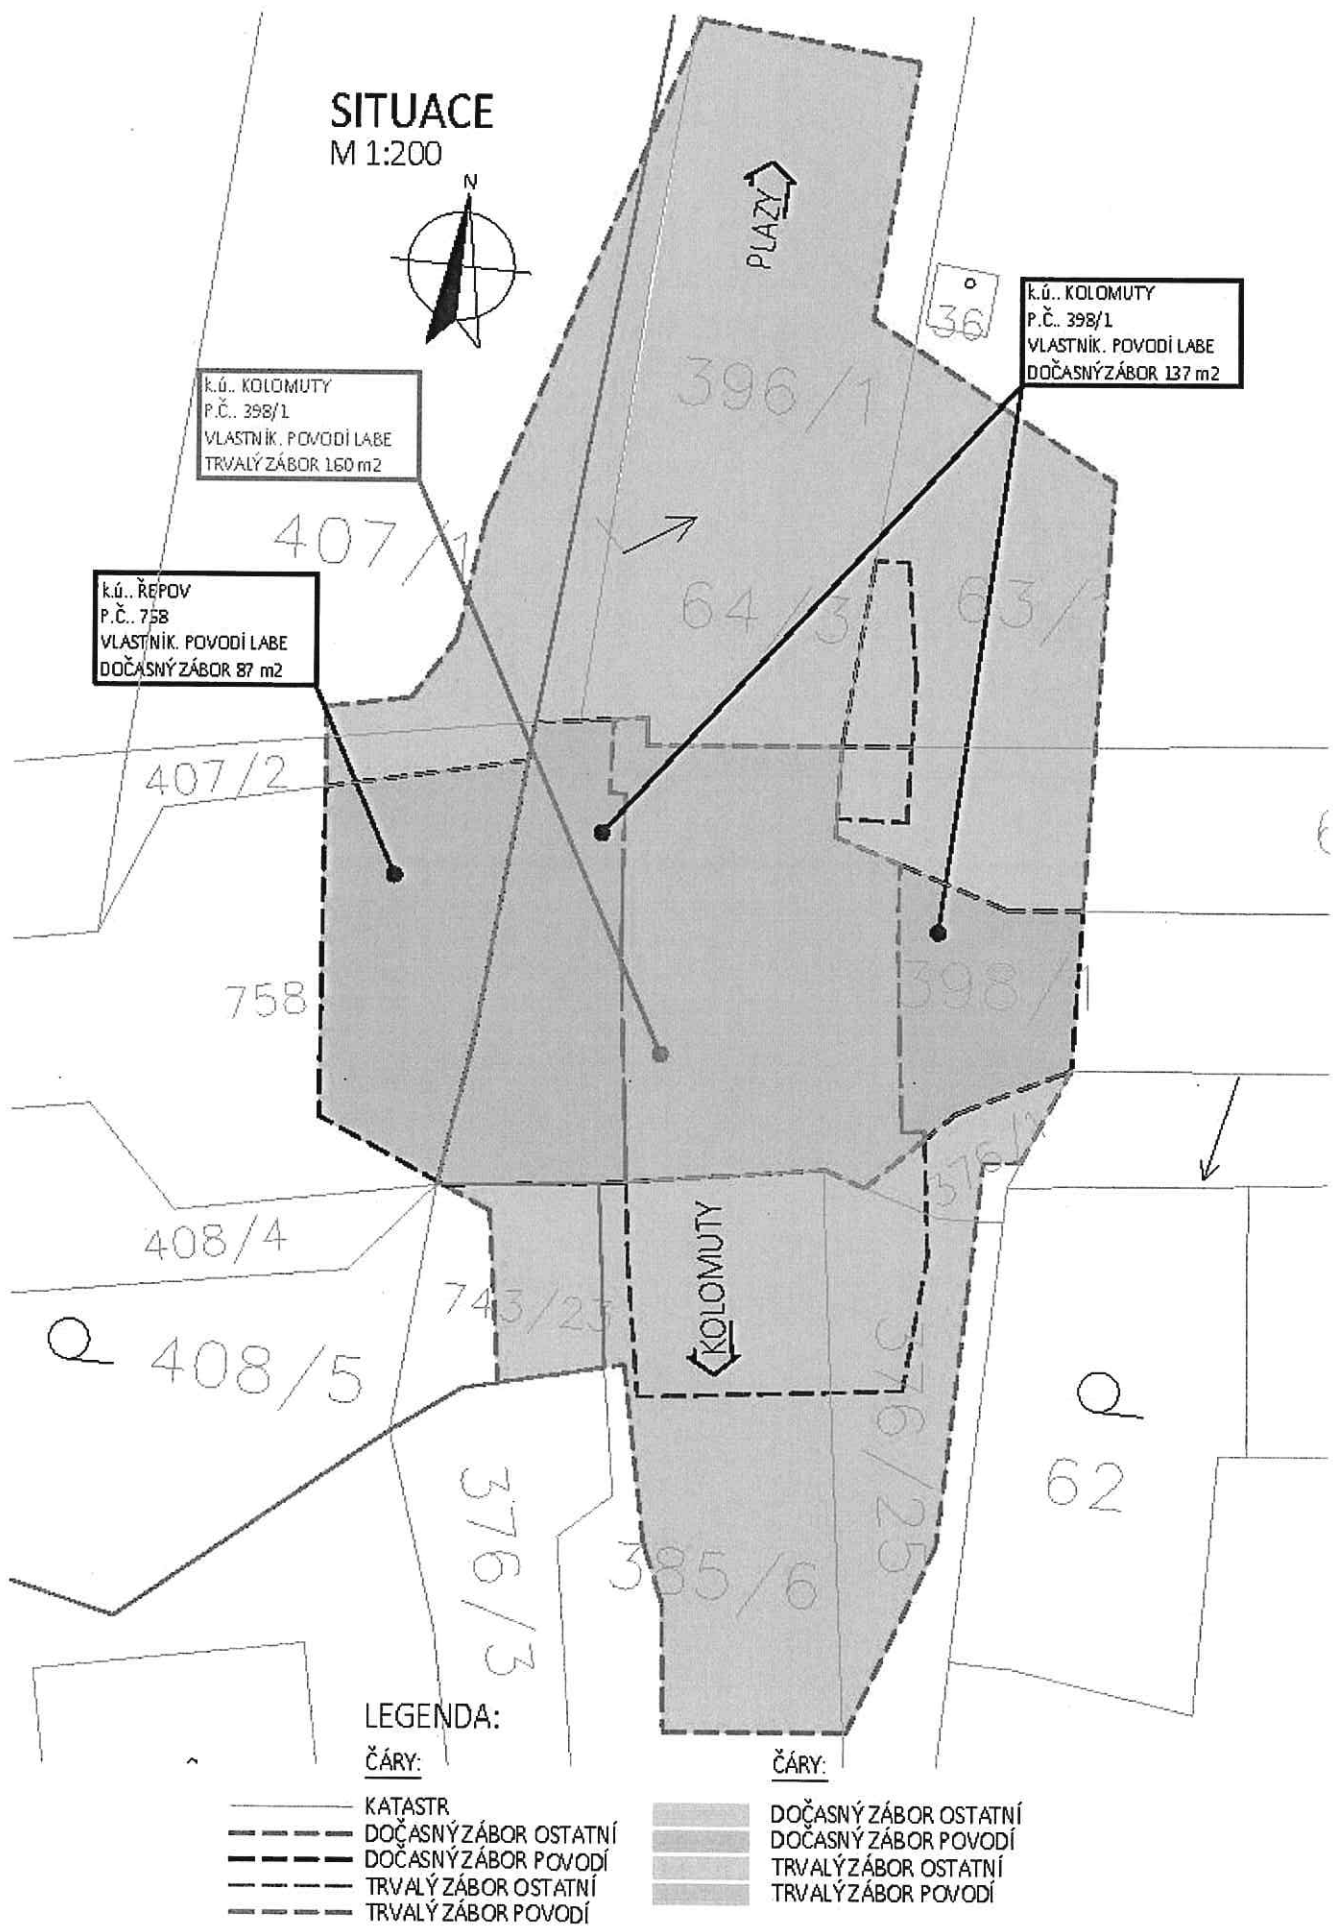 SITUACE
M 1:200
N
PLAZY
36
k.ú.. KOLOMUTY
P.Č.. 398/1
VLASTNÍK. POVODÍ LABE
DOČASNÝ ZÁBOR 137 m2
k.ú.. KOLOMUTY
P.Č.. 398/1
VLASTNÍK. POVODÍ LABE
TRVALÝ ZÁBOR 160 m2
396/1
407/1
k.ú.. ŘEPOV
P.Č.. 758
VLASTNÍK. POVODÍ LABE
DOČASNÝ ZÁBOR 87 m2
64/3
63/1
407/2
758
398/1
376/1
408/4
743/23
KOLOMUTY
408/5
376/25
62
376/3
385/6
LEGENDA:
ČÁRY:
KATASTR
DOČASNÝ ZÁBOR OSTATNÍ
DOČASNÝ ZÁBOR POVODÍ
TRVALÝ ZÁBOR OSTATNÍ
TRVALÝ ZÁBOR POVODÍ
ČÁRY:
DOČASNÝ ZÁBOR OSTATNÍ
DOČASNÝ ZÁBOR POVODÍ
TRVALÝ ZÁBOR OSTATNÍ
TRVALÝ ZÁBOR POVODÍ